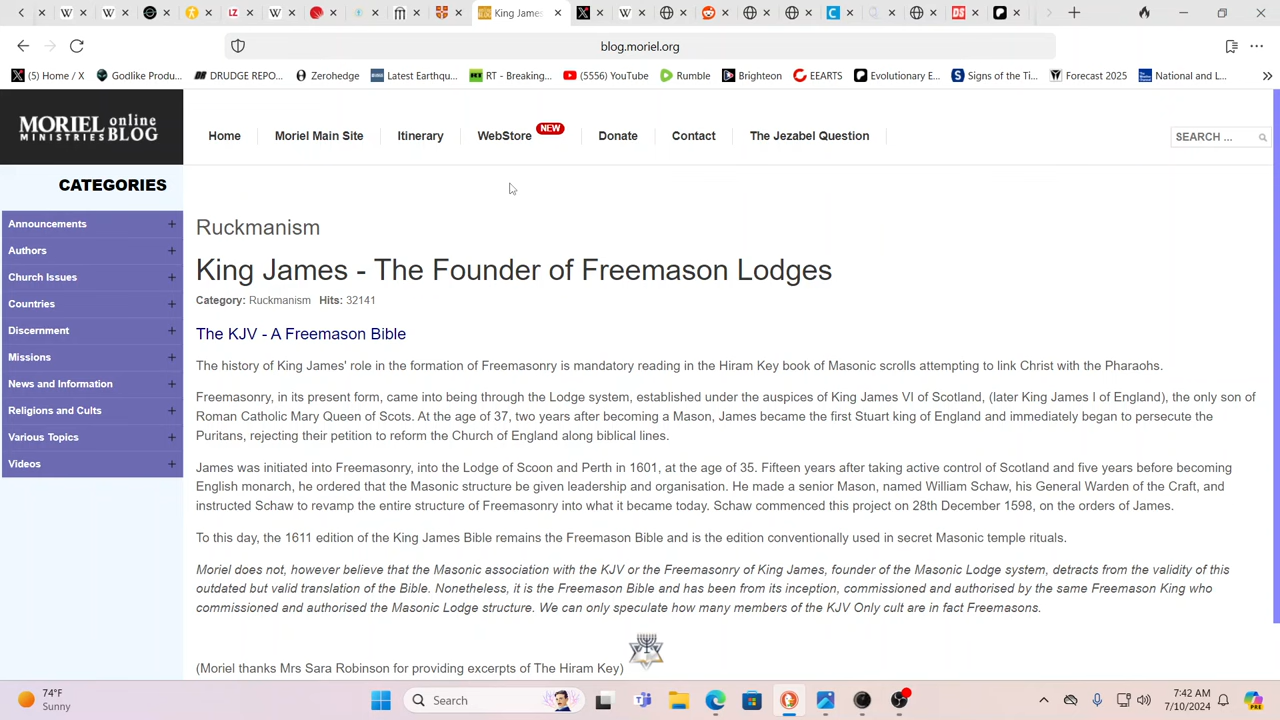 King James
blog.moriel.org
(5) Home / X
Godlike Produ...
DRUDGE REPO...
Zerohedge
Latest Earthqu...
RT - Breaking...
(5556) YouTube
Rumble
Brighteon
EEARTS
Evolutionary E...
Signs of the Ti...
Forecast 2025
National and L...
MORIEL online
MINISTRIES BLOG
Home
Moriel Main Site
Itinerary
WebStore NEW
Donate
Contact
The Jezabel Question
SEARCH ...
CATEGORIES
Announcements +
Authors +
Church Issues +
Countries +
Discernment +
Missions +
News and Information +
Religions and Cults +
Various Topics +
Videos +
Ruckmanism
King James - The Founder of Freemason Lodges
Category: Ruckmanism Hits: 32141
The KJV - A Freemason Bible
The history of King James' role in the formation of Freemasonry is mandatory reading in the Hiram Key book of Masonic scrolls attempting to link Christ with the Pharaohs.
Freemasonry, in its present form, came into being through the Lodge system, established under the auspices of King James VI of Scotland, (later King James I of England), the only son of
Roman Catholic Mary Queen of Scots. At the age of 37, two years after becoming a Mason, James became the first Stuart king of England and immediately began to persecute the
Puritans, rejecting their petition to reform the Church of England along biblical lines.
James was initiated into Freemasonry, into the Lodge of Scoon and Perth in 1601, at the age of 35. Fifteen years after taking active control of Scotland and five years before becoming
English monarch, he ordered that the Masonic structure be given leadership and organisation. He made a senior Mason, named William Schaw, his General Warden of the Craft, and
instructed Schaw to revamp the entire structure of Freemasonry into what it became today. Schaw commenced this project on 28th December 1598, on the orders of James.
To this day, the 1611 edition of the King James Bible remains the Freemason Bible and is the edition conventionally used in secret Masonic temple rituals.
Moriel does not, however believe that the Masonic association with the KJV or the Freemasonry of King James, founder of the Masonic Lodge system, detracts from the validity of this
outdated but valid translation of the Bible. Nonetheless, it is the Freemason Bible and has been from its inception, commissioned and authorised by the same Freemason King who
commissioned and authorised the Masonic Lodge structure. We can only speculate how many members of the KJV Only cult are in fact Freemasons.
(Moriel thanks Mrs Sara Robinson for providing excerpts of The Hiram Key)
74°F
Sunny
Search
7:42 AM
7/10/2024